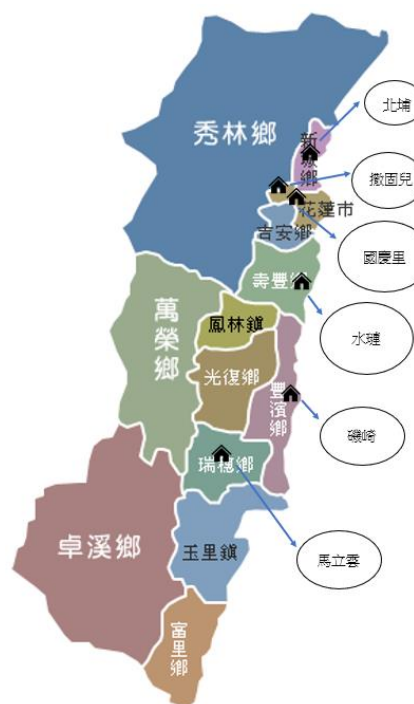 北埔
秀林鄉
新城鄉
撒固兒
花蓮市
吉安鄉
國慶里
壽豐鄉
萬榮鄉
鳳林鎮
水璉
光復鄉
豐濱鄉
磯崎
瑞穗鄉
卓溪鄉
玉里鎮
馬立雲
富里鄉